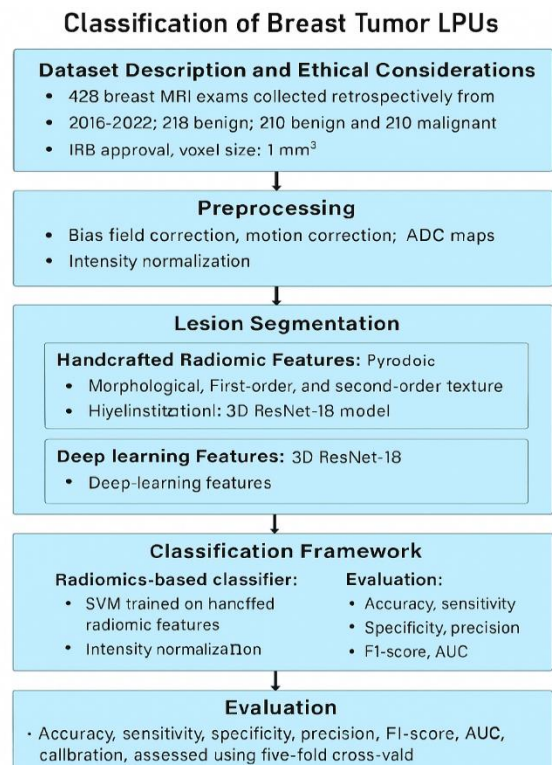 Classification of Breast Tumor LPUs
Dataset Description and Ethical Considerations
• 428 breast MRI exams collected retrospectively from
• 2016-2022; 218 benign; 210 benign and 210 malignant
• IRB approval, voxel size: 1 mm³
Preprocessing
• Bias field correction, motion correction; ADC maps
• Intensity normalization
Lesion Segmentation
Handcrafted Radiomic Features: Pyrodoic
• Morphological, First-order, and second-order texture
• 3D ResNet-18 model
Deep learning Features: 3D ResNet-18
• Deep-learning features
Classification Framework
Radiomics-based classifier:
• SVM trained on hancffed
radiomic features
• Intensity normalization
Evaluation:
• Accuracy, sensitivity
• Specificity, precision
• F1-score, AUC
Evaluation
· Accuracy, sensitivity, specificity, precision, FI-score, AUC,
callbration, assessed using five-fold cross-vald